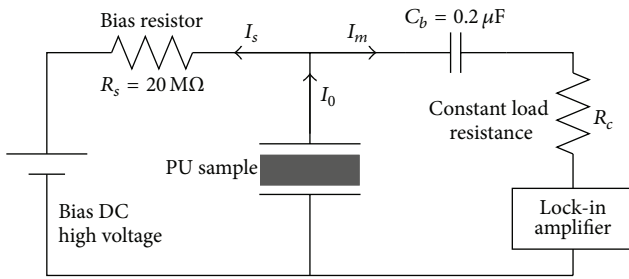 Bias resistor
R_s = 20 MΩ
I_s
I_m
I_0
C_b = 0.2 μF
Constant load
resistance
R_c
PU sample
Bias DC
high voltage
Lock-in
amplifier